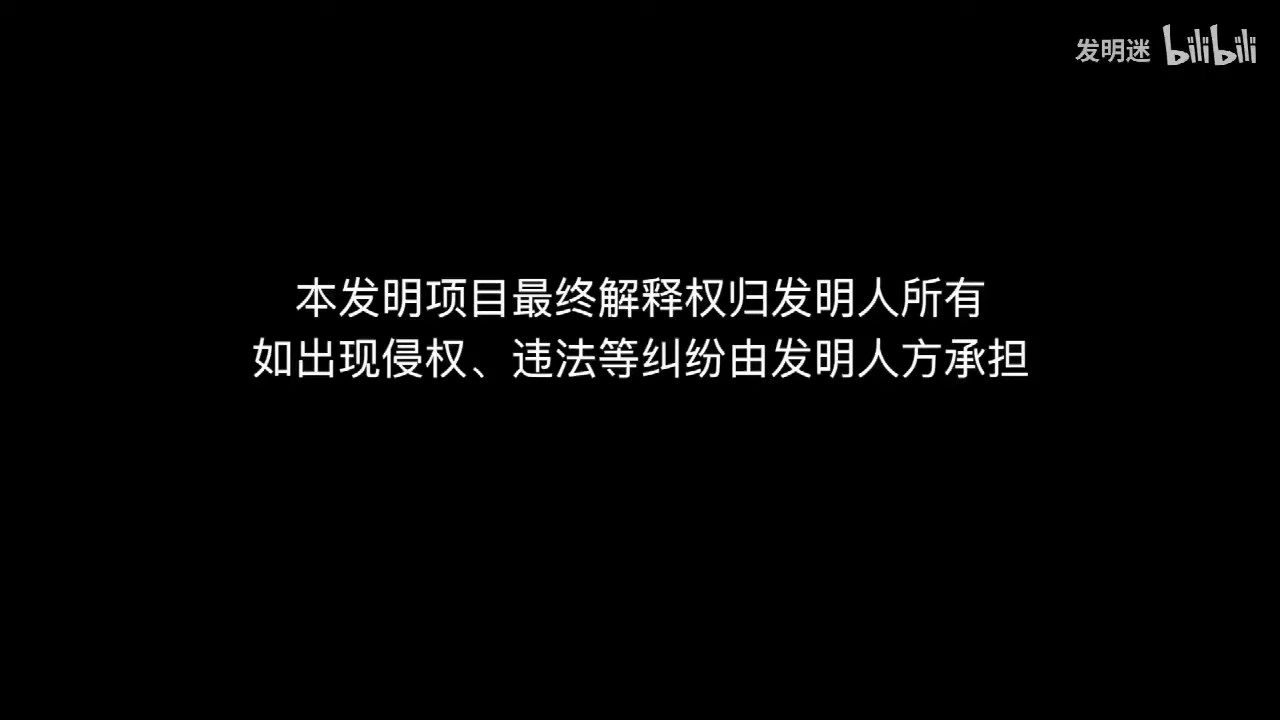 发明迷 bilibili
本发明项目最终解释权归发明人所有
如出现侵权、违法等纠纷由发明人方承担